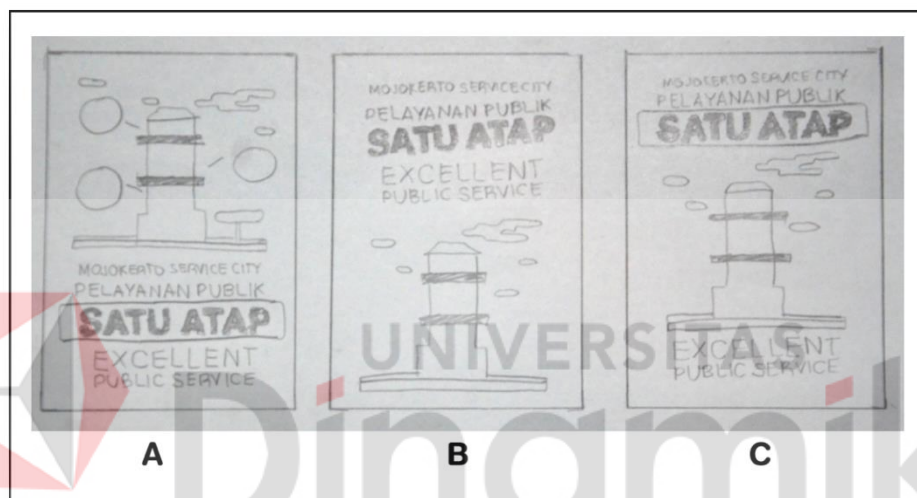 MOJOKERTO SERVICE CITY
PELAYANAN PUBLIK
SATU ATAP
EXCELLENT
PUBLIC SERVICE
A
MOJOKERTO SERVICE CITY
PELAYANAN PUBLIK
SATU ATAP
EXCELLENT
PUBLIC SERVICE
B
MOJOKERTO SERVICE CITY
PELAYANAN PUBLIK
SATU ATAP
EXCELLENT
PUBLIC SERVICE
C
UNIVERSITAS
Dinamik